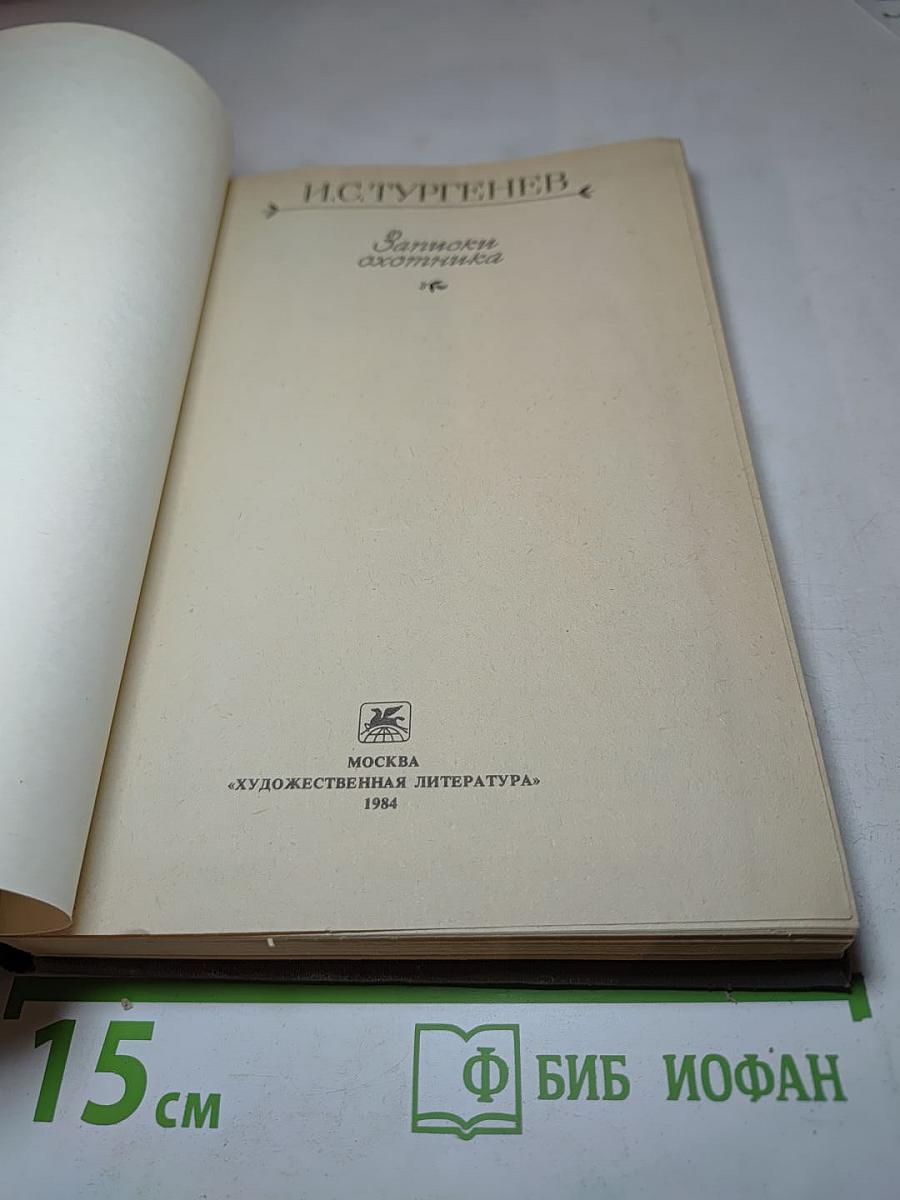 И.С.ТУРГЕНЕВ
Записки
охотника
МОСКВА
«ХУДОЖЕСТВЕННАЯ ЛИТЕРАТУРА»
1984
15 см
Ф БИБ ИОФАН